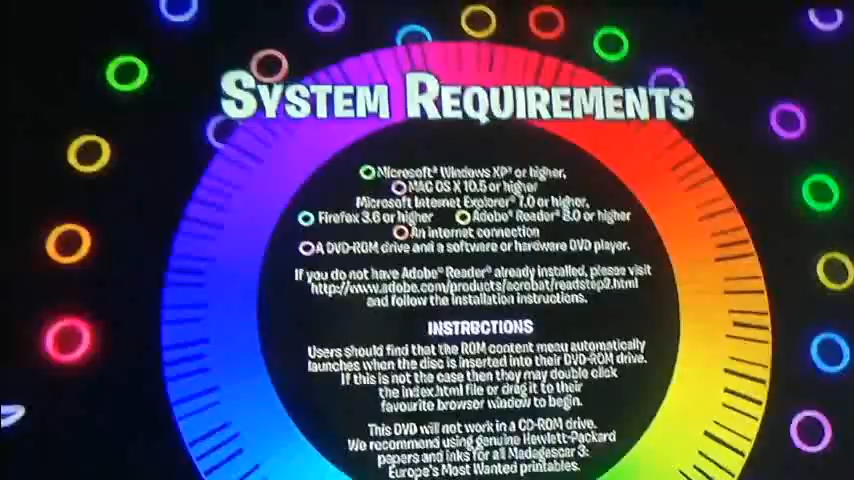 SYSTEM REQUIREMENTS
Microsoft® Windows XP® or higher,
MAC OS X 10.5 or higher
Microsoft Internet Explorer® 7.0 or higher,
Firefox 3.6 or higher Adobe® Reader® 8.0 or higher
An internet connection
A DVD-ROM drive and a software or hardware DVD player.
If you do not have Adobe® Reader® already installed, please visit
http://www.adobe.com/products/acrobat/readstep2.html
and follow the installation instructions.
INSTRUCTIONS
Users should find that the ROM content menu automatically
launches when the disc is inserted into their DVD-ROM drive.
If this is not the case then they may double click
the index.html file or drag it to their
favourite browser window to begin.
This DVD will not work in a CD-ROM drive.
We recommend using genuine Hewlett-Packard
papers and inks for all Madagascar 3:
Europe's Most Wanted printables.